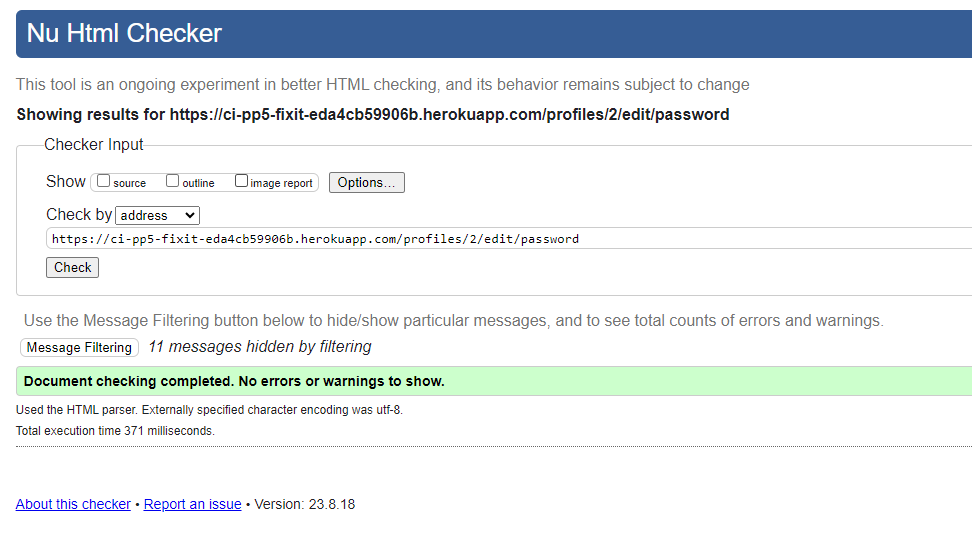 Nu Html Checker
This tool is an ongoing experiment in better HTML checking, and its behavior remains subject to change
Showing results for https://ci-pp5-fixit-eda4cb59906b.herokuapp.com/profiles/2/edit/password
Checker Input
Show source outline image report Options...
Check by address
https://ci-pp5-fixit-eda4cb59906b.herokuapp.com/profiles/2/edit/password
Check
Use the Message Filtering button below to hide/show particular messages, and to see total counts of errors and warnings.
Message Filtering 11 messages hidden by filtering
Document checking completed. No errors or warnings to show.
Used the HTML parser. Externally specified character encoding was utf-8.
Total execution time 371 milliseconds.
About this checker • Report an issue • Version: 23.8.18